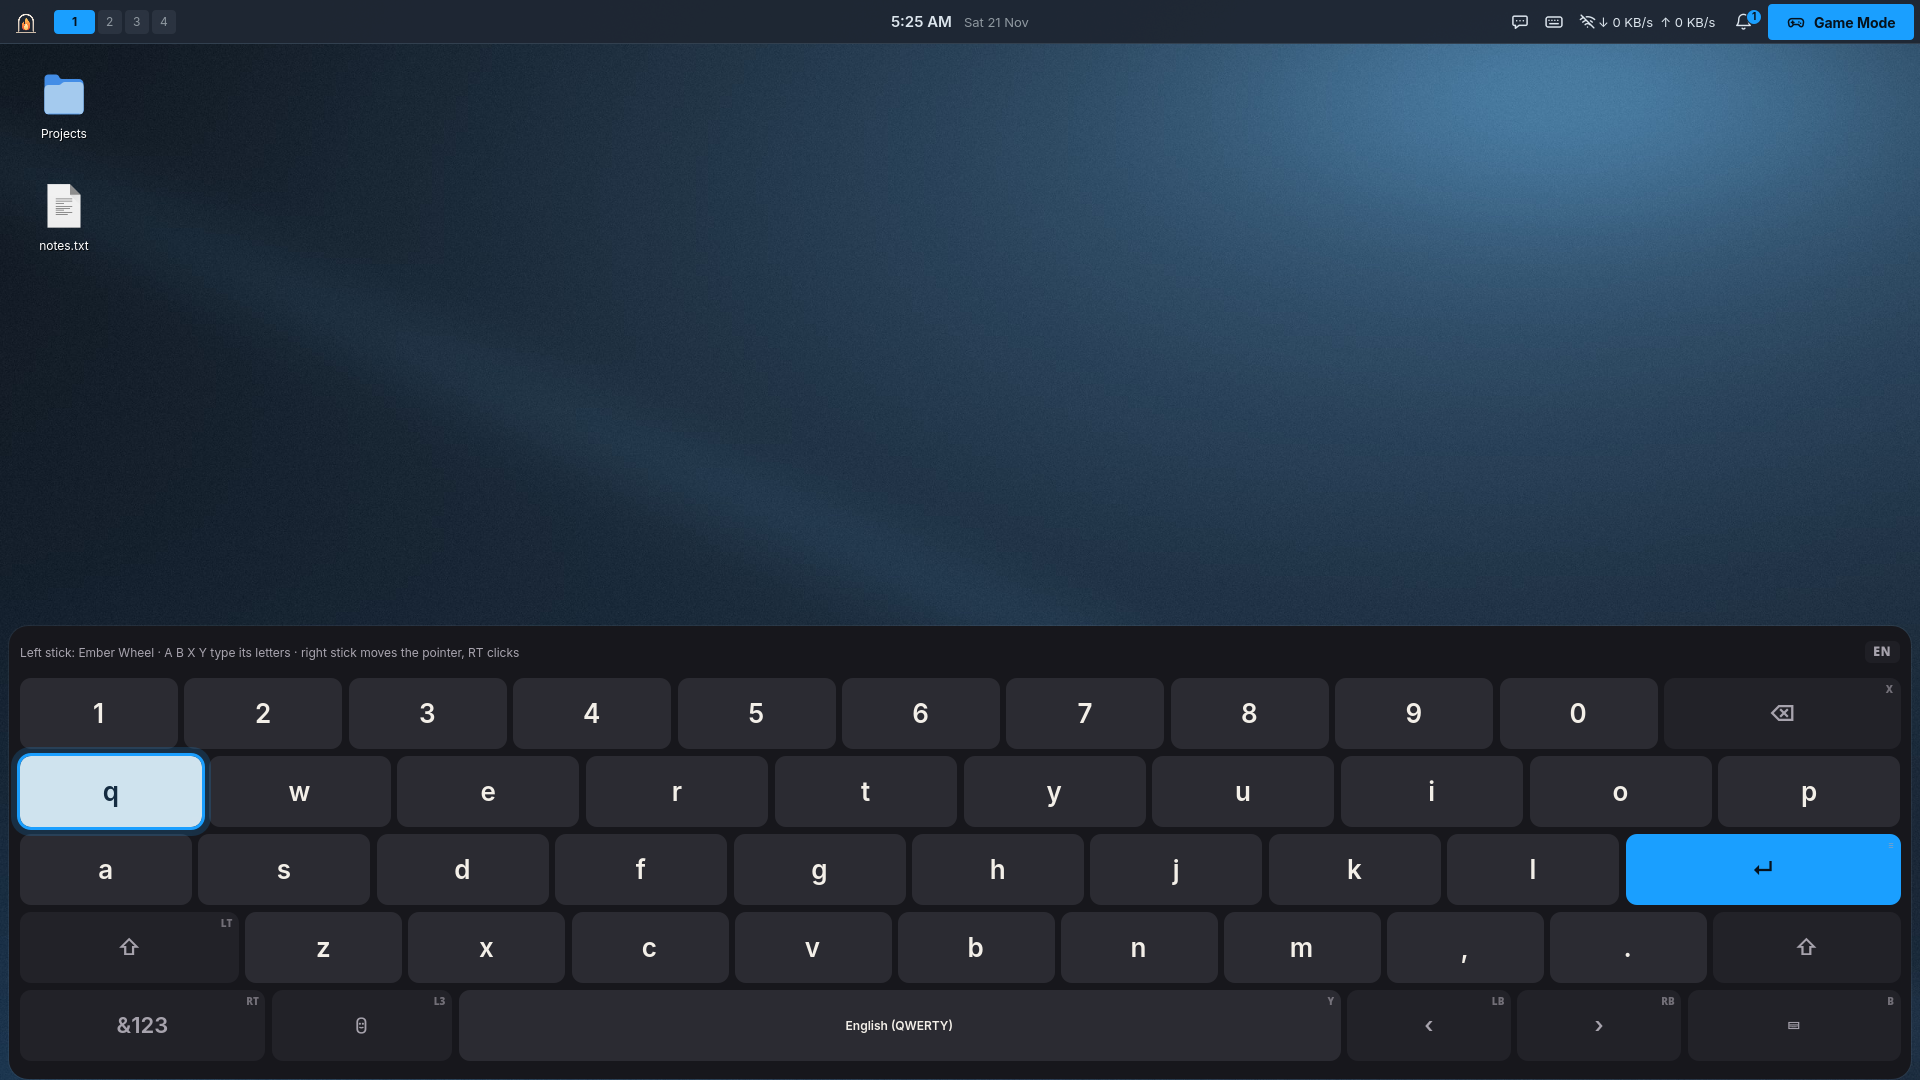 1 2 3 4
5:25 AM Sat 21 Nov
↓ 0 KB/s ↑ 0 KB/s
1
Game Mode
Projects
notes.txt
Left stick: Ember Wheel · A B X Y type its letters · right stick moves the pointer, RT clicks
EN
1 2 3 4 5 6 7 8 9 0 X
q w e r t y u i o p
a s d f g h j k l
LT z x c v b n m , .
&123 RT L3 English (QWERTY) Y ‹ LB › RB B